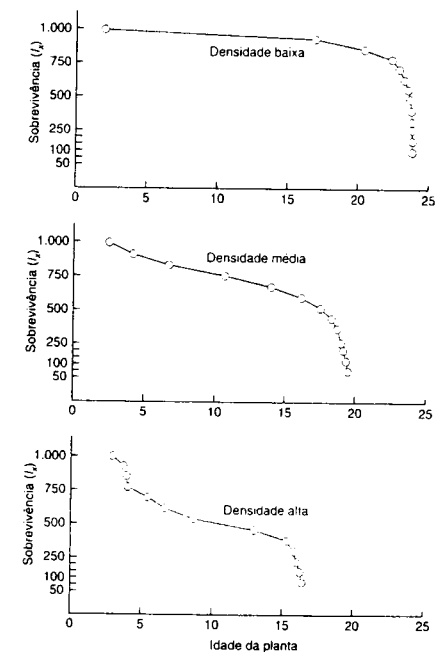 1.000
750
500
250
100
50
Sobrevivência (lₓ)
Densidade baixa
0 5 10 15 20 25
1.000
750
500
250
100
50
Sobrevivência (lₓ)
Densidade média
0 5 10 15 20 25
1.000
750
500
250
100
50
Sobrevivência (lₓ)
Densidade alta
0 5 10 15 20 25
Idade da planta